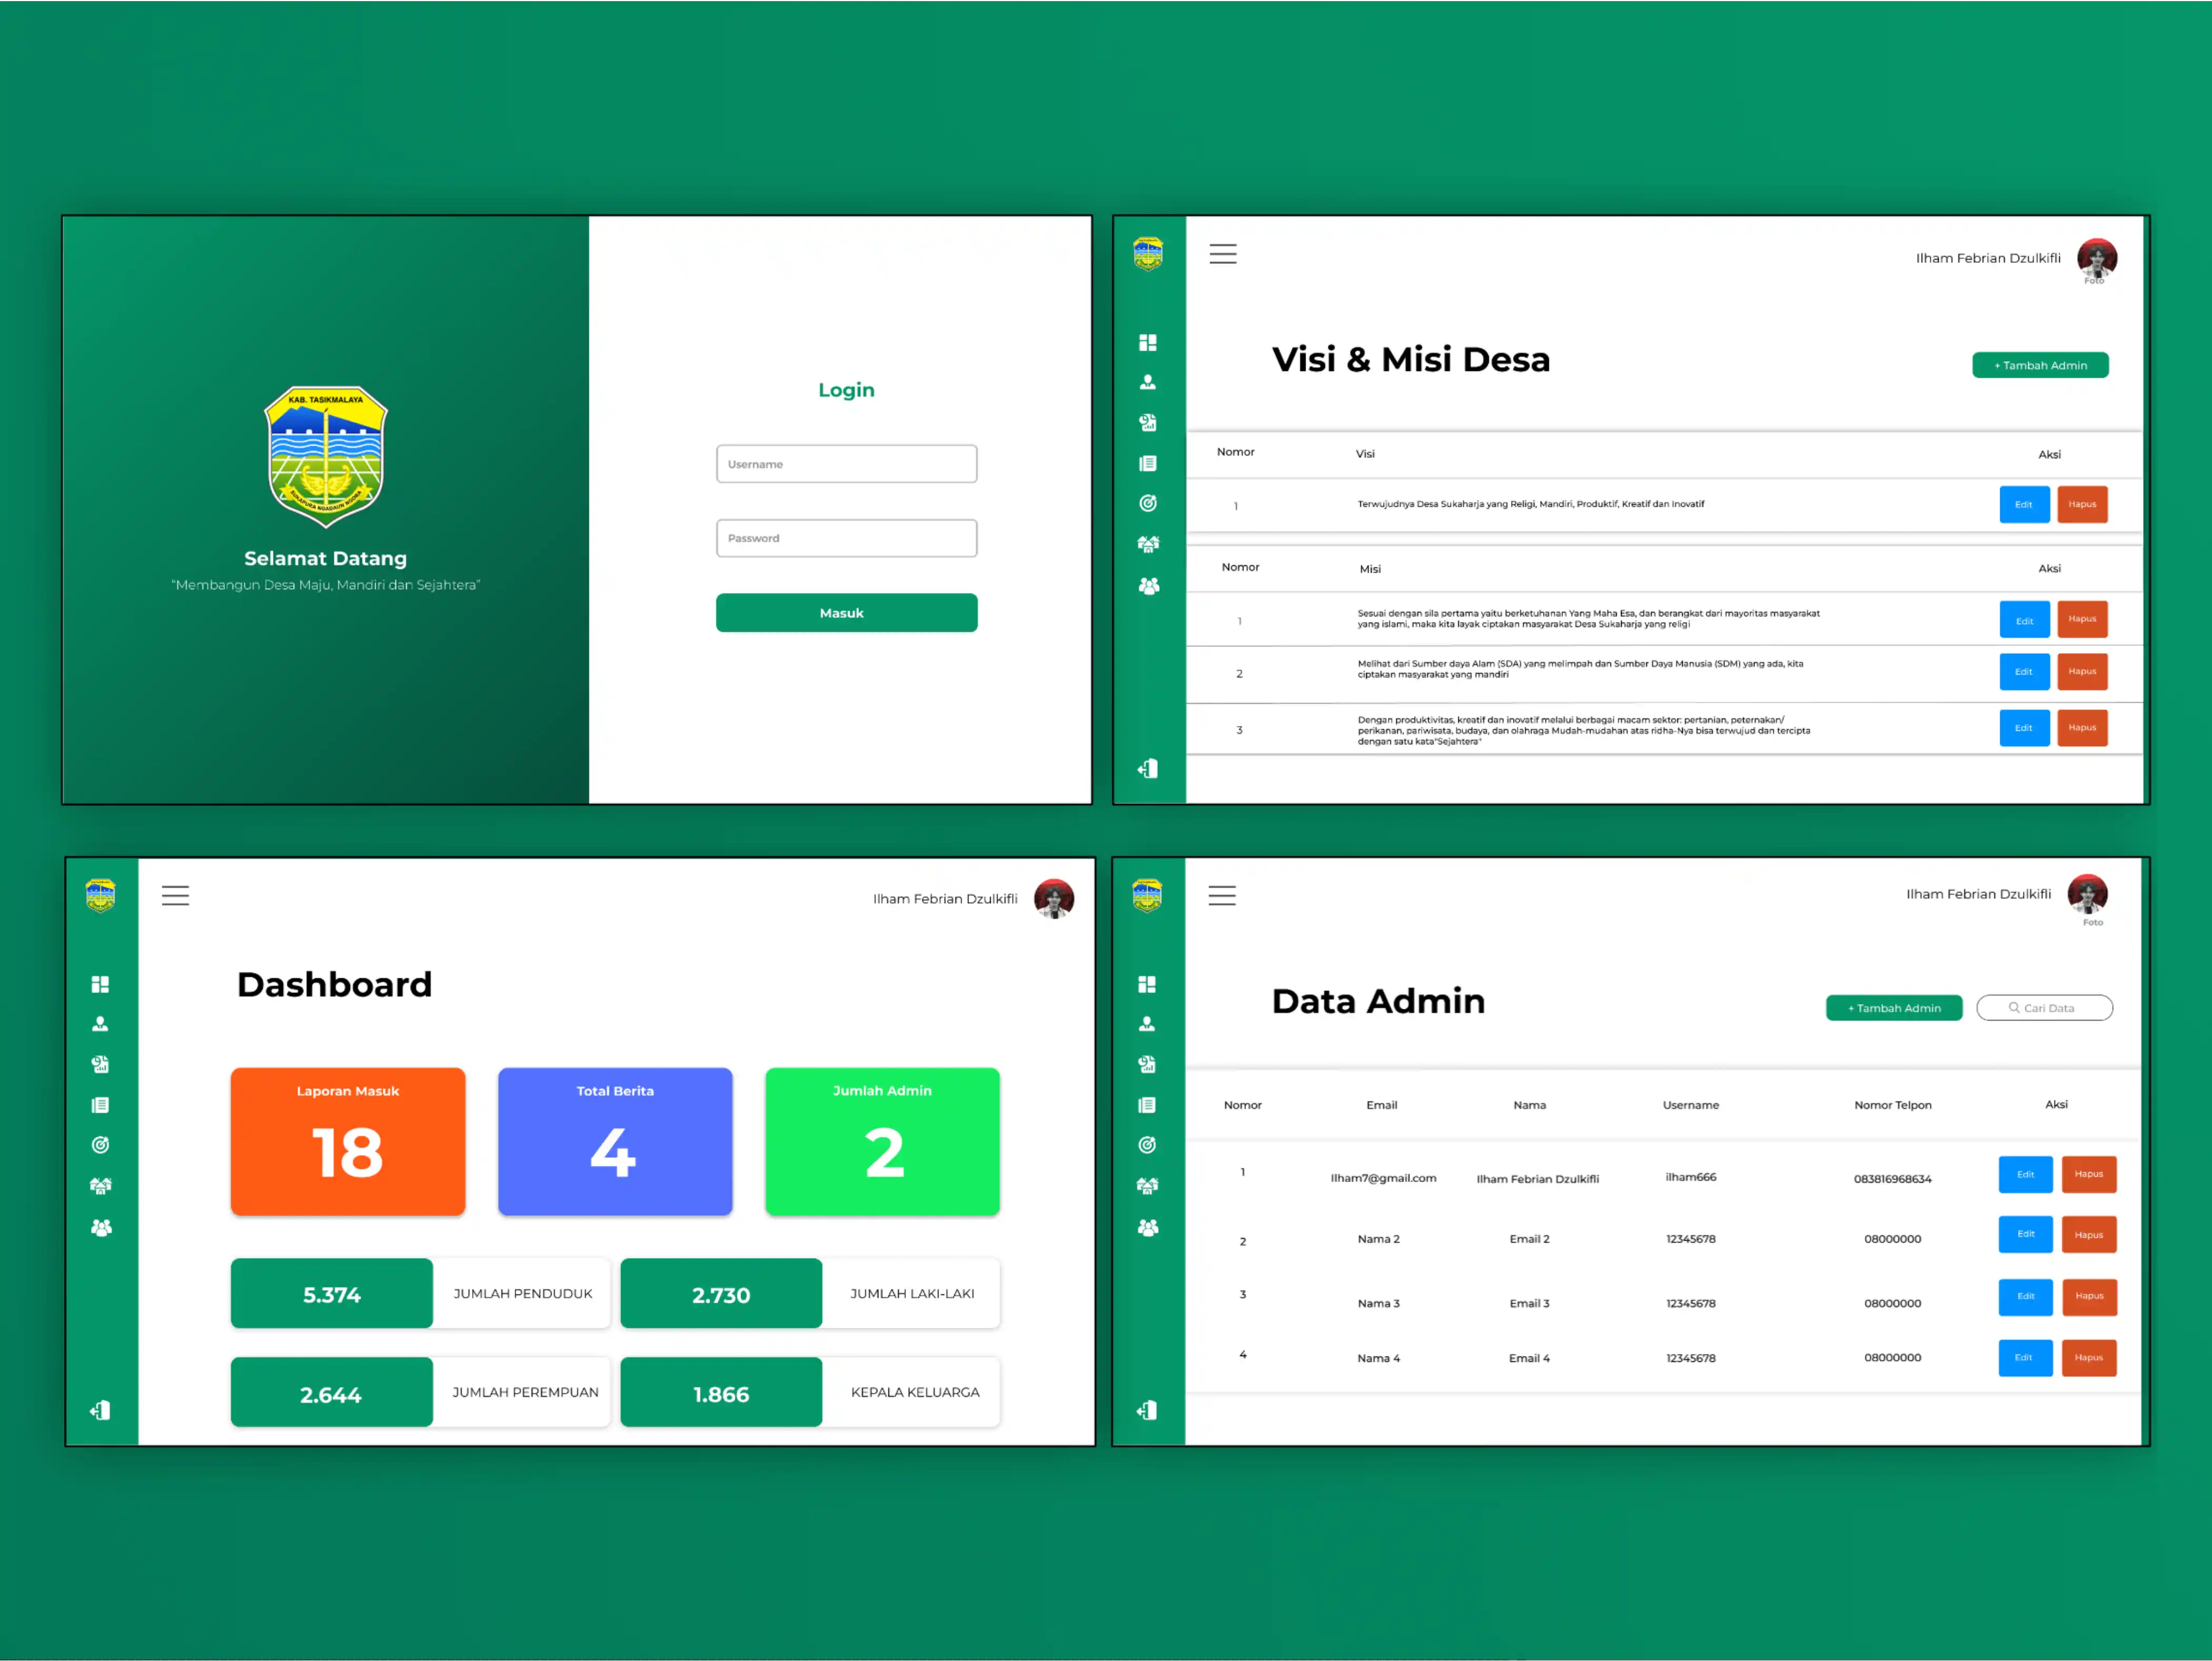 KAB. TASIKMALAYA
SUKAPURA NGADAUN NGORA
Selamat Datang
"Membangun Desa Maju, Mandiri dan Sejahtera"
Login
Username
Password
Masuk
Ilham Febrian Dzulkifli
Foto
Visi & Misi Desa
+ Tambah Admin
Nomor Visi Aksi
1 Terwujudnya Desa Sukaharja yang Religi, Mandiri, Produktif, Kreatif dan Inovatif Edit Hapus
Nomor Misi Aksi
1 Sesuai dengan sila pertama yaitu berketuhanan Yang Maha Esa, dan berangkat dari mayoritas masyarakat
yang islami, maka kita layak ciptakan masyarakat Desa Sukaharja yang religi
Edit Hapus
2 Melihat dari Sumber daya Alam (SDA) yang melimpah dan Sumber Daya Manusia (SDM) yang ada, kita
ciptakan masyarakat yang mandiri
Edit Hapus
3 Dengan produktivitas, kreatif dan inovatif melalui berbagai macam sektor: pertanian, peternakan/
perikanan, pariwisata, budaya, dan olahraga Mudah-mudahan atas ridha-Nya bisa terwujud dan tercipta
dengan satu kata"Sejahtera"
Edit Hapus
Ilham Febrian Dzulkifli
Dashboard
Laporan Masuk
18
Total Berita
4
Jumlah Admin
2
5.374 JUMLAH PENDUDUK
2.730 JUMLAH LAKI-LAKI
2.644 JUMLAH PEREMPUAN
1.866 KEPALA KELUARGA
Ilham Febrian Dzulkifli
Foto
Data Admin
+ Tambah Admin
Cari Data
Nomor Email Nama Username Nomor Telpon Aksi
1 Ilham7@gmail.com Ilham Febrian Dzulkifli ilham666 083816968634 Edit Hapus
2 Nama 2 Email 2 12345678 08000000 Edit Hapus
3 Nama 3 Email 3 12345678 08000000 Edit Hapus
4 Nama 4 Email 4 12345678 08000000 Edit Hapus